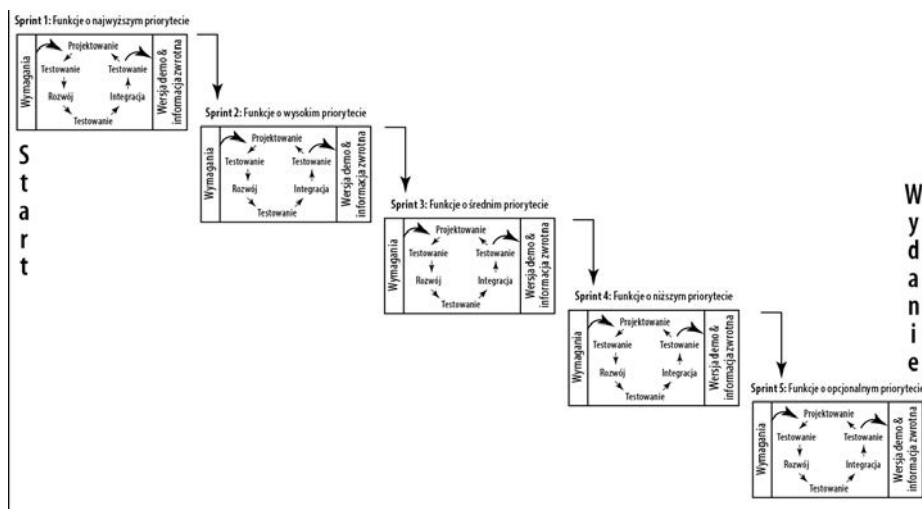 Sprint 1: Funkcje o najwyższym priorytecie
Wymagania
Projektowanie
Testowanie
Testowanie
Rozwój
Integracja
Testowanie
Wersja demo &
informacja zwrotna
Start
Sprint 2: Funkcje o wysokim priorytecie
Wymagania
Projektowanie
Testowanie
Testowanie
Rozwój
Integracja
Testowanie
Wersja demo &
informacja zwrotna
Sprint 3: Funkcje o średnim priorytecie
Wymagania
Projektowanie
Testowanie
Testowanie
Rozwój
Integracja
Testowanie
Wersja demo &
informacja zwrotna
Sprint 4: Funkcje o niższym priorytecie
Wymagania
Projektowanie
Testowanie
Testowanie
Rozwój
Integracja
Testowanie
Wersja demo &
informacja zwrotna
Wydanie
Sprint 5: Funkcje o opcjonalnym priorytecie
Wymagania
Projektowanie
Testowanie
Testowanie
Rozwój
Integracja
Testowanie
Wersja demo &
informacja zwrotna